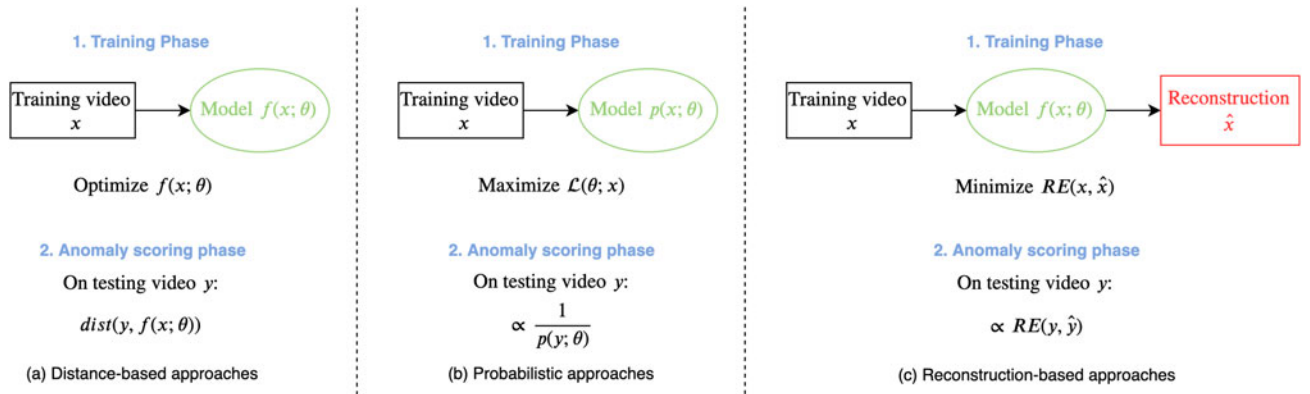 1. Training Phase
Training video
x
Model f(x; θ)
Optimize f(x; θ)
2. Anomaly scoring phase
On testing video y:
dist(y, f(x; θ))
(a) Distance-based approaches
1. Training Phase
Training video
x
Model p(x; θ)
Maximize ℒ(θ; x)
2. Anomaly scoring phase
On testing video y:
∝ 1 / p(y; θ)
(b) Probabilistic approaches
1. Training Phase
Training video
x
Model f(x; θ)
Reconstruction
x̂
Minimize RE(x, x̂)
2. Anomaly scoring phase
On testing video y:
∝ RE(y, ŷ)
(c) Reconstruction-based approaches